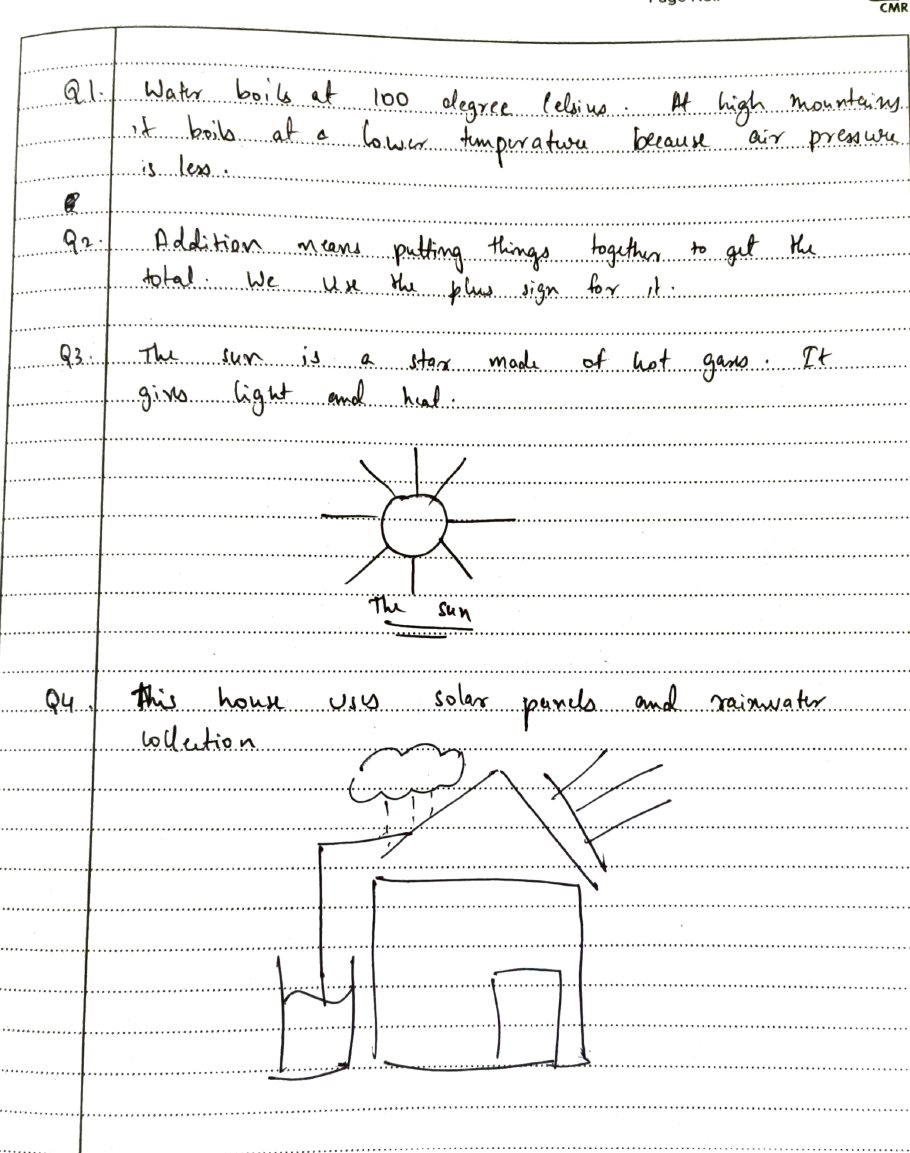 CMR
Q1. Water boils at 100 degree Celsius. At high mountains
it boils at a lower temperature because air pressure
is less.
Q2. Addition means putting things together to get the
total. We use the plus sign for it.
Q3. The sun is a star made of hot gases. It
gives light and heat.
The sun
Q4. This house uses solar panels and rainwater
collection